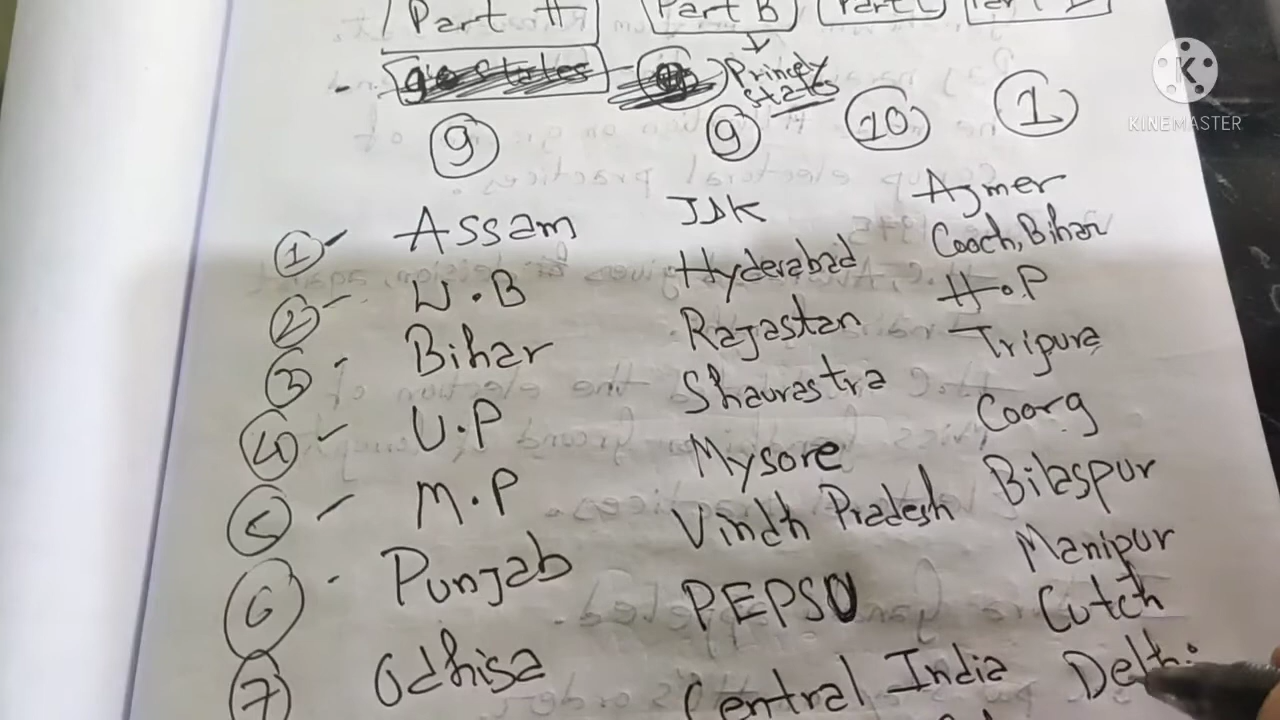 Part A Part B Part C Part D
Princely
states
9 9 10 1
1 Assam J&K Ajmer
2 W.B Hyderabad Cooch, Bihar
3 Bihar Rajastan H.P
4 U.P Shaurastra Tripura
5 M.P Mysore Coorg
6 Punjab Vindh Pradesh Bilaspur
7 Odhisa PEPSU Manipur
Central India Cutch
Delhi
KINEMASTER